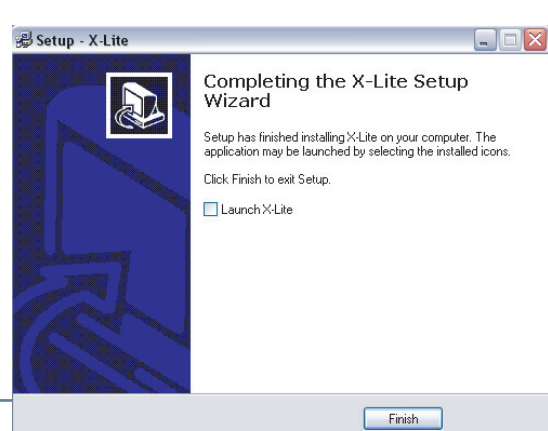 Setup - X-Lite
Completing the X-Lite Setup
Wizard
Setup has finished installing X-Lite on your computer. The
application may be launched by selecting the installed icons.
Click Finish to exit Setup.
Launch X-Lite
Finish